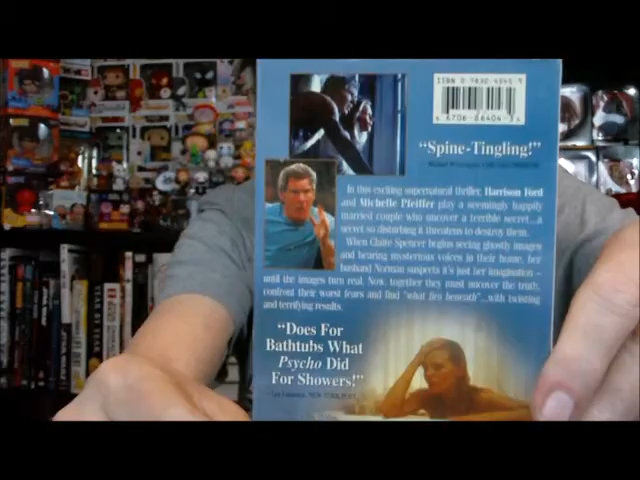 “Spine-Tingling!”
In this exciting supernatural thriller, Harrison Ford
and Michelle Pfeiffer play a seemingly happily
married couple who uncover a terrible secret...a
secret so disturbing it threatens to destroy them.
When Claire Spencer begins seeing ghostly images
and hearing mysterious voices in their home, her
husband Norman suspects it's just her imagination –
until the images turn real. Now, together they must uncover the truth,
confront their worst fears and find “what lies beneath”...with twisting
and terrifying results.
“Does For
Bathtubs What
Psycho Did
For Showers!”
STAR WARS